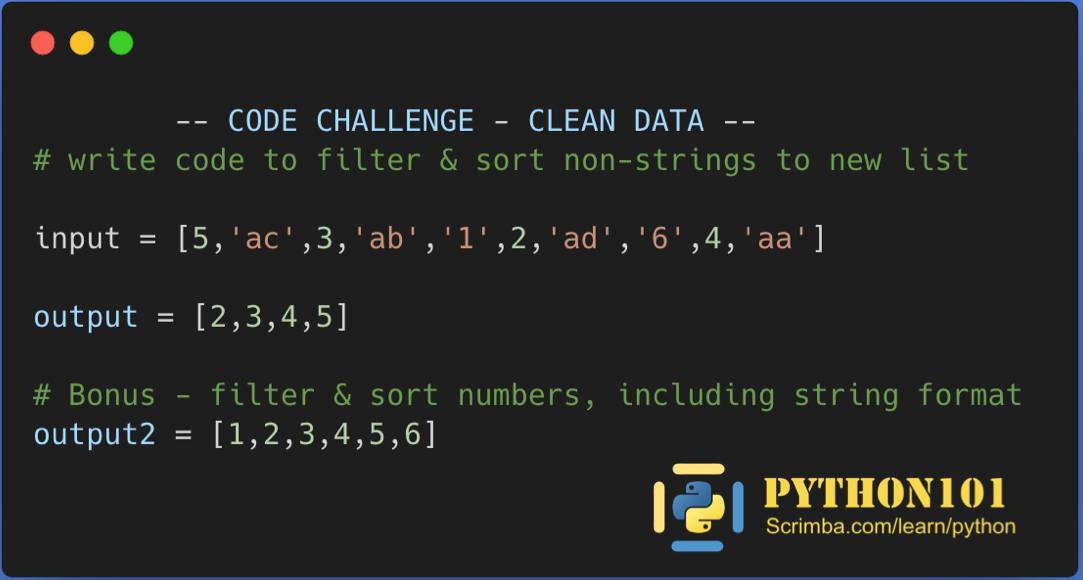 -- CODE CHALLENGE - CLEAN DATA --
# write code to filter & sort non-strings to new list
input = [5,'ac',3,'ab','1',2,'ad','6',4,'aa']
output = [2,3,4,5]
# Bonus - filter & sort numbers, including string format
output2 = [1,2,3,4,5,6]
PYTHON101
Scrimba.com/learn/python